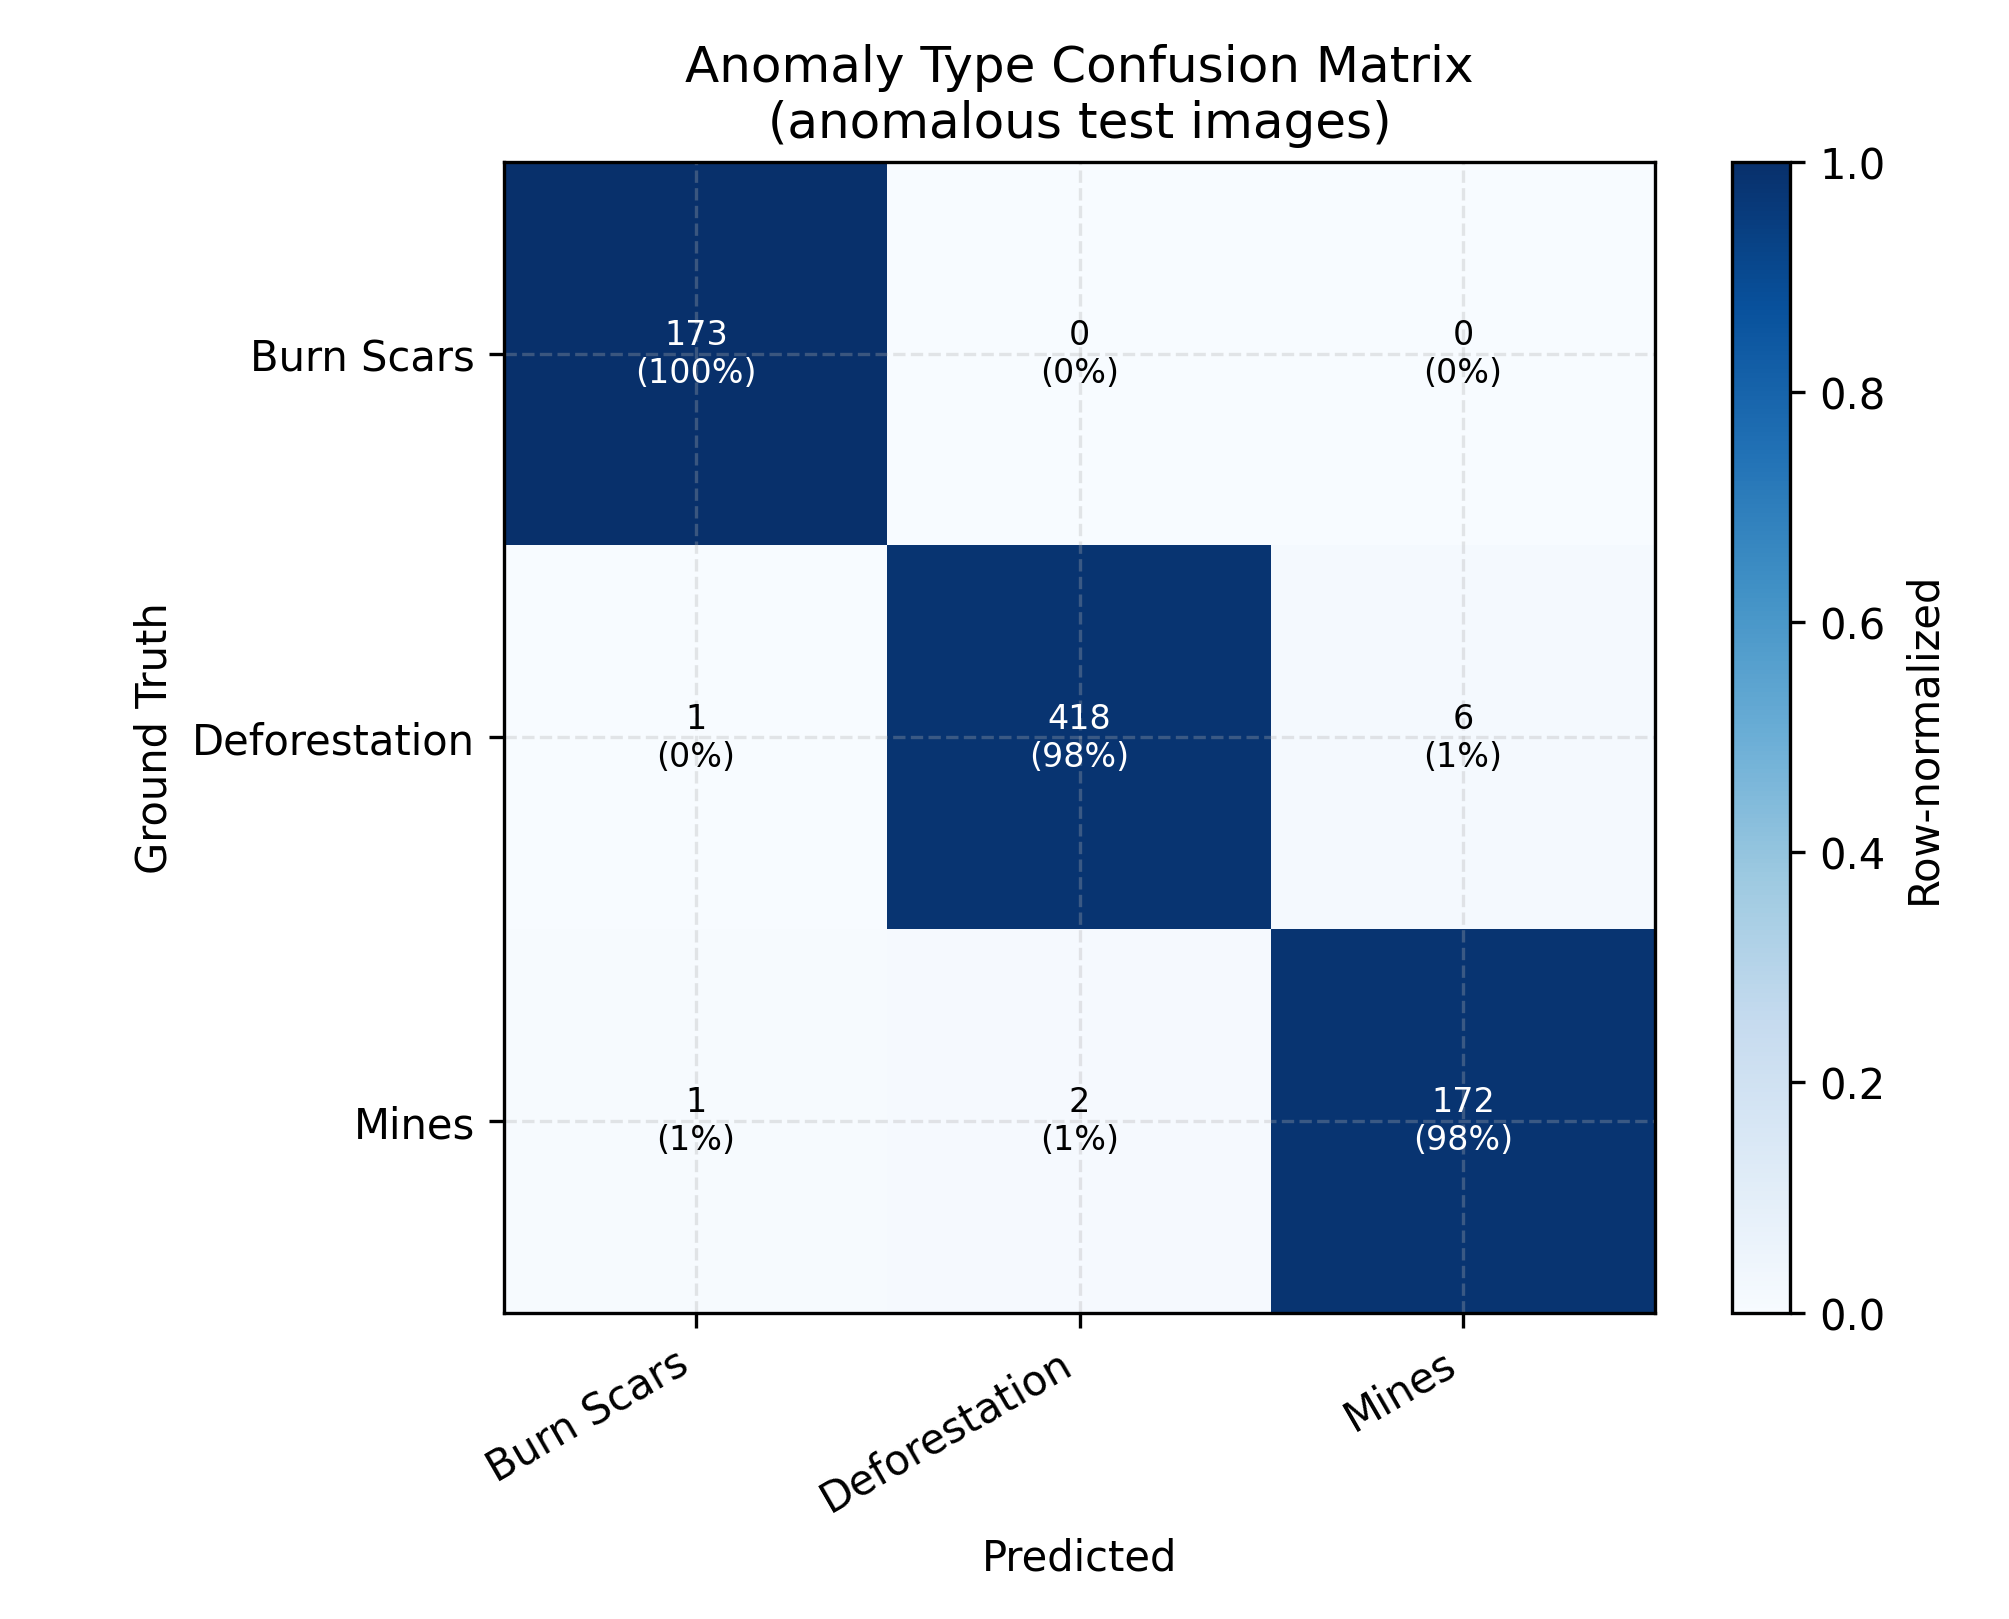 Anomaly Type Confusion Matrix
(anomalous test images)
Ground Truth
Burn Scars
Deforestation
Mines
173
(100%)
0
(0%)
0
(0%)
1
(0%)
418
(98%)
6
(1%)
1
(1%)
2
(1%)
172
(98%)
Burn Scars
Deforestation
Mines
Predicted
1.0
0.8
0.6
0.4
0.2
0.0
Row-normalized